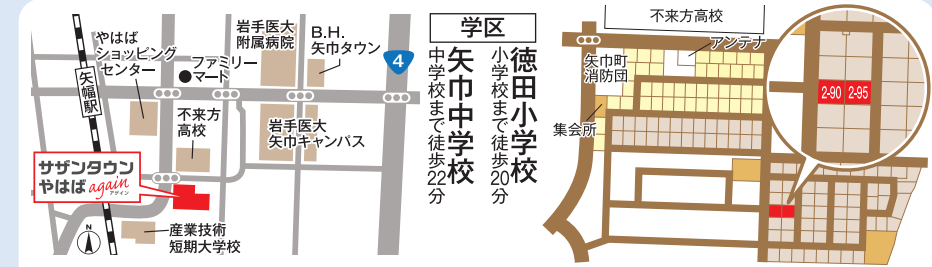 やはば
ショッピング
センター
岩手医大
附属病院
B.H.
矢巾タウン
4
ファミリー
マート
矢幅駅
不来方
高校
岩手医大
矢巾キャンパス
サザンタウン
やはば again
アゲイン
産業技術
短期大学校
N
学区
徳田小学校
小学校まで徒歩20分
矢巾中学校
中学校まで徒歩22分
不来方高校
アンテナ
矢巾町
消防団
集会所
2-90
2-95